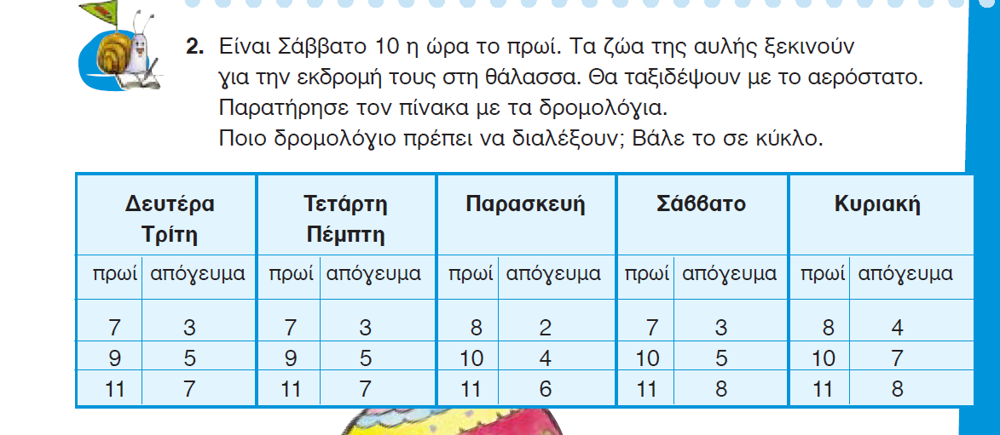 2. Είναι Σάββατο 10 η ώρα το πρωί. Τα ζώα της αυλής ξεκινούν
για την εκδρομή τους στη θάλασσα. Θα ταξιδέψουν με το αερόστατο.
Παρατήρησε τον πίνακα με τα δρομολόγια.
Ποιο δρομολόγιο πρέπει να διαλέξουν; Βάλε το σε κύκλο.
Δευτέρα Τετάρτη Παρασκευή Σάββατο Κυριακή
Τρίτη Πέμπτη
πρωί απόγευμα πρωί απόγευμα πρωί απόγευμα πρωί απόγευμα πρωί απόγευμα
7 3 7 3 8 2 7 3 8 4
9 5 9 5 10 4 10 5 10 7
11 7 11 7 11 6 11 8 11 8